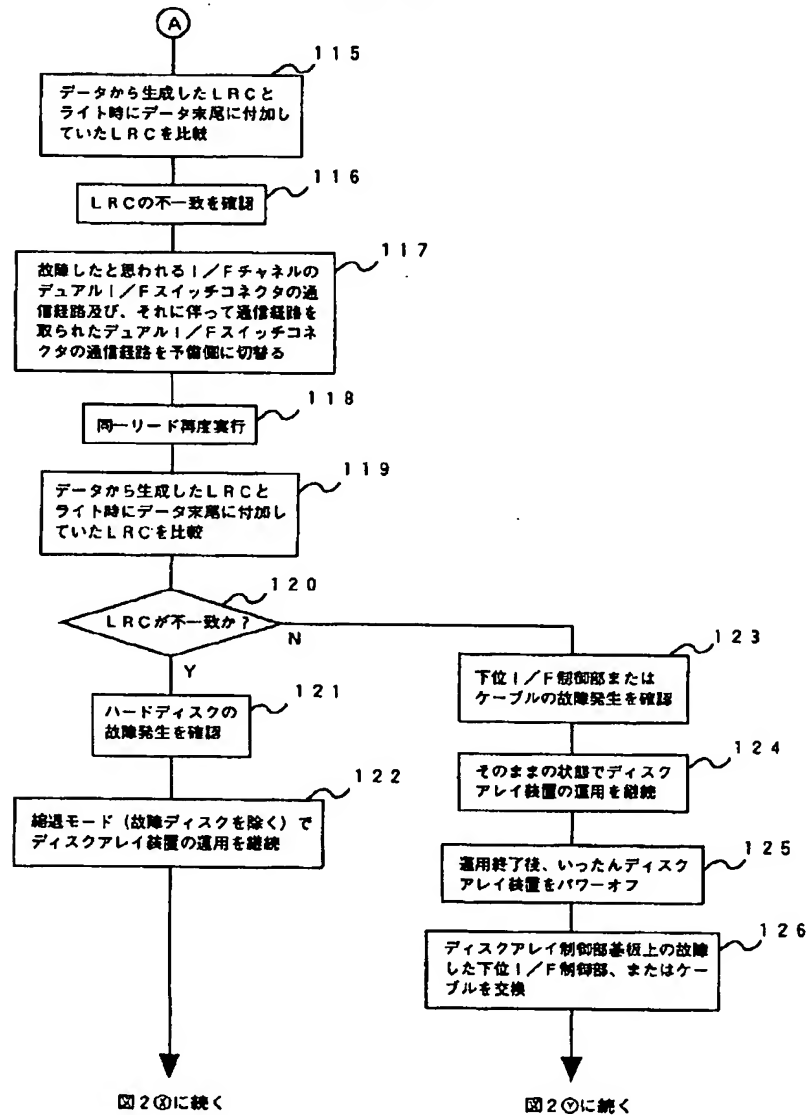 A
115
データから生成したLRCと
ライト時にデータ末尾に付加し
ていたLRCを比較
116
LRCの不一致を確認
117
故障したと思われるI／Fチャネルの
デュアルI／Fスイッチコネクタの通
信経路及び、それに伴って通信経路を
取られたデュアルI／Fスイッチコネ
クタの通信経路を予備側に切替る
118
同一リード再度実行
119
データから生成したLRCと
ライト時にデータ末尾に付加し
ていたLRCを比較
120
LRCが不一致か？
N
Y
121
ハードディスクの
故障発生を確認
122
縮退モード（故障ディスクを除く）で
ディスクアレイ装置の運用を継続
図2Ⓧに続く
123
下位I／F制御部または
ケーブルの故障発生を確認
124
そのままの状態でディスク
アレイ装置の運用を継続
125
運用終了後、いったんディスク
アレイ装置をパワーオフ
126
ディスクアレイ制御部基板上の故障
した下位I／F制御部、またはケー
ブルを交換
図2Ⓨに続く